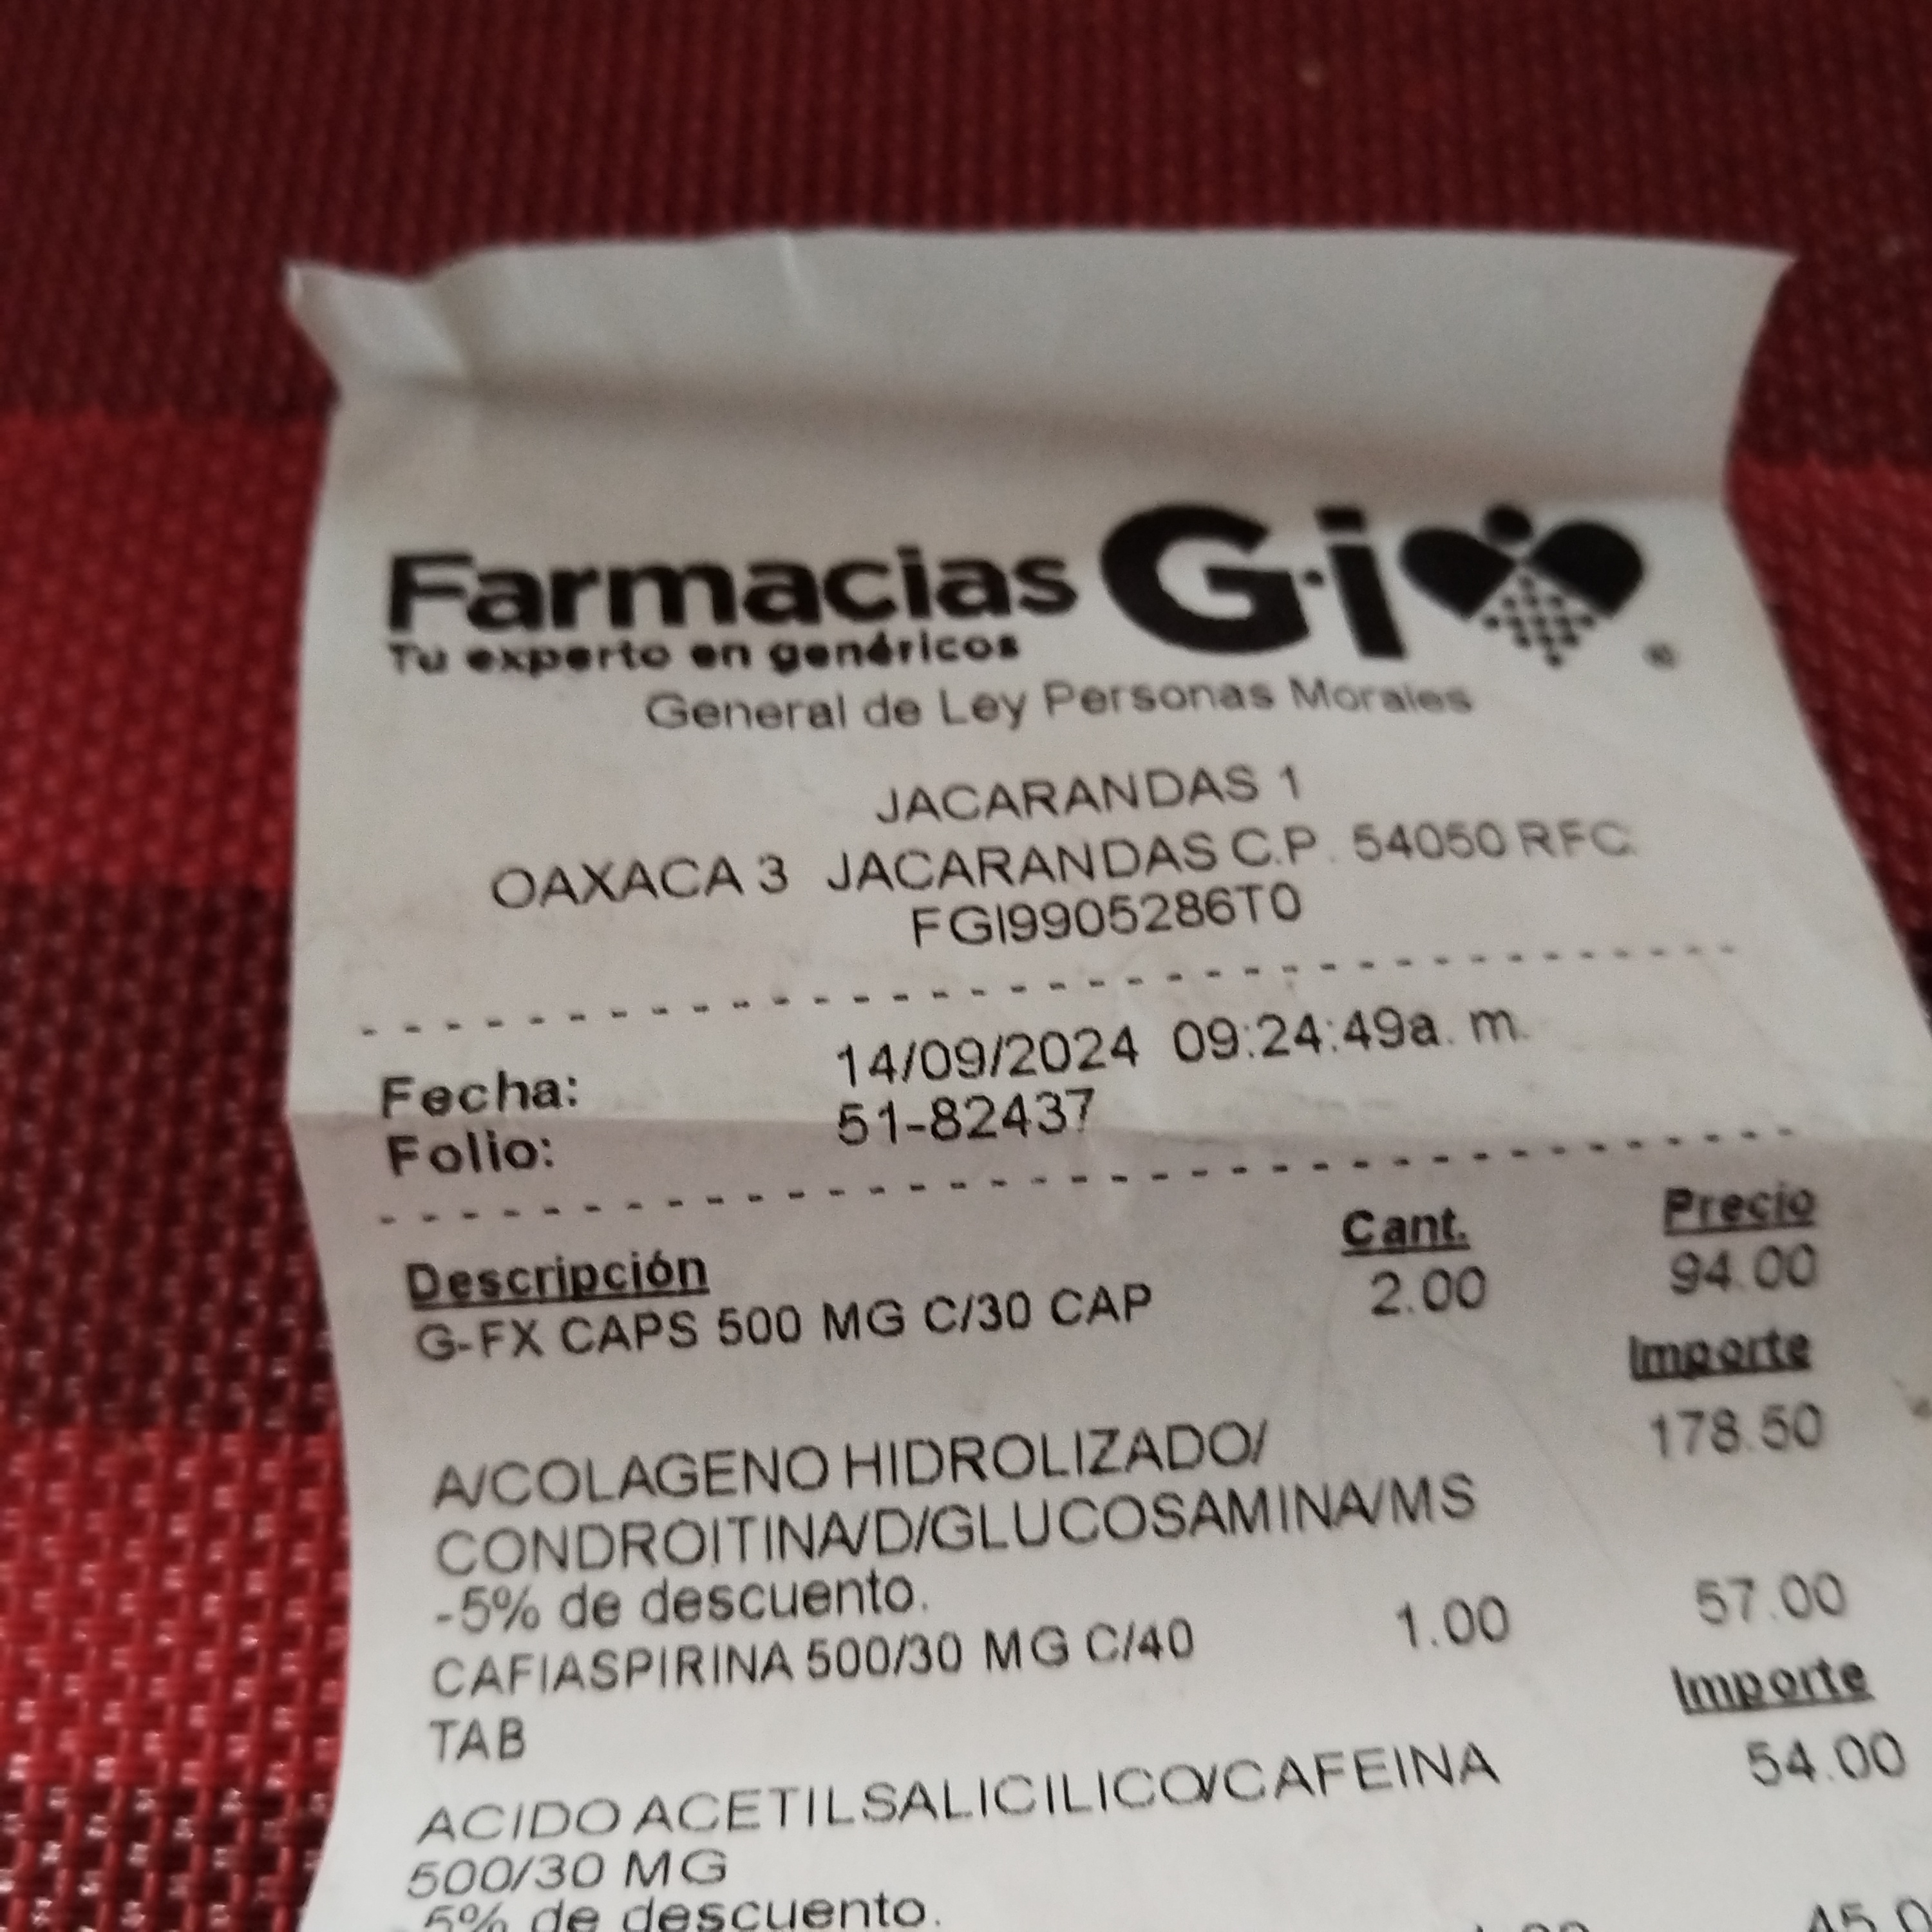 Farmacias G·i
Tu experto en genéricos
General de Ley Personas Morales
JACARANDAS 1
OAXACA 3 JACARANDAS C.P. 54050 RFC:
FGI9905286T0
Fecha: 14/09/2024 09:24:49a. m.
Folio: 51-82437
Descripción Cant. Precio
G-FX CAPS 500 MG C/30 CAP 2.00 94.00
Importe
A/COLAGENO HIDROLIZADO/ 178.50
CONDROITINA/D/GLUCOSAMINA/MS
-5% de descuento.
CAFIASPIRINA 500/30 MG C/40 1.00 57.00
TAB Importe
ACIDO ACETILSALICILICO/CAFEINA 54.00
500/30 MG
-5% de descuento.